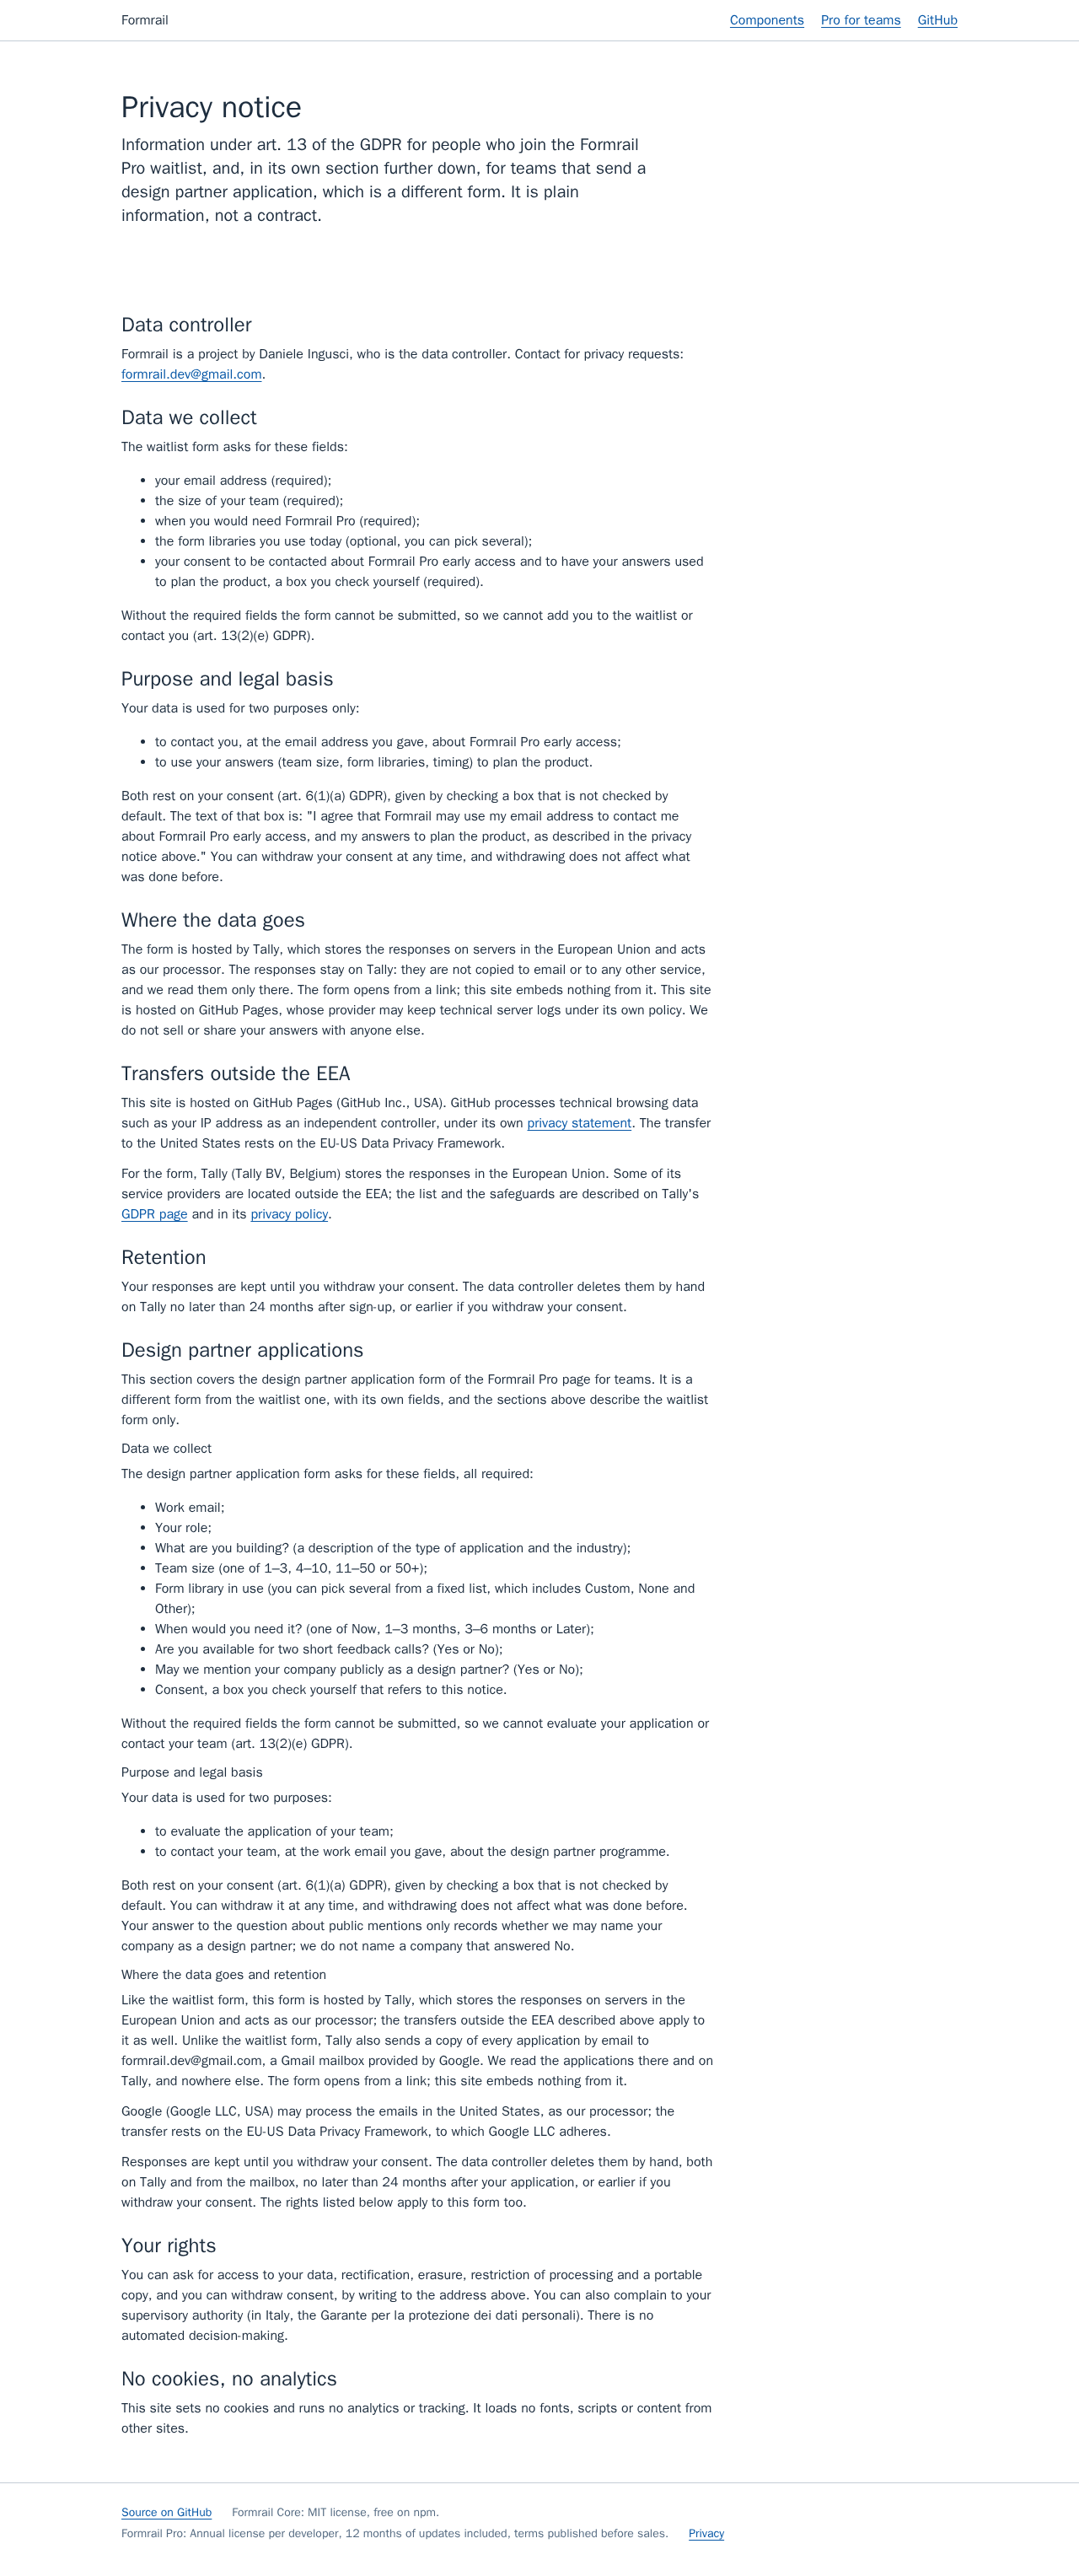 Formrail
Components Pro for teams GitHub
Privacy notice
Information under art. 13 of the GDPR for people who join the Formrail
Pro waitlist, and, in its own section further down, for teams that send a
design partner application, which is a different form. It is plain
information, not a contract.
Data controller
Formrail is a project by Daniele Ingusci, who is the data controller. Contact for privacy requests:
formrail.dev@gmail.com.
Data we collect
The waitlist form asks for these fields:
• your email address (required);
• the size of your team (required);
• when you would need Formrail Pro (required);
• the form libraries you use today (optional, you can pick several);
• your consent to be contacted about Formrail Pro early access and to have your answers used
to plan the product, a box you check yourself (required).
Without the required fields the form cannot be submitted, so we cannot add you to the waitlist or
contact you (art. 13(2)(e) GDPR).
Purpose and legal basis
Your data is used for two purposes only:
• to contact you, at the email address you gave, about Formrail Pro early access;
• to use your answers (team size, form libraries, timing) to plan the product.
Both rest on your consent (art. 6(1)(a) GDPR), given by checking a box that is not checked by
default. The text of that box is: "I agree that Formrail may use my email address to contact me
about Formrail Pro early access, and my answers to plan the product, as described in the privacy
notice above." You can withdraw your consent at any time, and withdrawing does not affect what
was done before.
Where the data goes
The form is hosted by Tally, which stores the responses on servers in the European Union and acts
as our processor. The responses stay on Tally: they are not copied to email or to any other service,
and we read them only there. The form opens from a link; this site embeds nothing from it. This site
is hosted on GitHub Pages, whose provider may keep technical server logs under its own policy. We
do not sell or share your answers with anyone else.
Transfers outside the EEA
This site is hosted on GitHub Pages (GitHub Inc., USA). GitHub processes technical browsing data
such as your IP address as an independent controller, under its own privacy statement. The transfer
to the United States rests on the EU-US Data Privacy Framework.
For the form, Tally (Tally BV, Belgium) stores the responses in the European Union. Some of its
service providers are located outside the EEA; the list and the safeguards are described on Tally's
GDPR page and in its privacy policy.
Retention
Your responses are kept until you withdraw your consent. The data controller deletes them by hand
on Tally no later than 24 months after sign-up, or earlier if you withdraw your consent.
Design partner applications
This section covers the design partner application form of the Formrail Pro page for teams. It is a
different form from the waitlist one, with its own fields, and the sections above describe the waitlist
form only.
Data we collect
The design partner application form asks for these fields, all required:
• Work email;
• Your role;
• What are you building? (a description of the type of application and the industry);
• Team size (one of 1–3, 4–10, 11–50 or 50+);
• Form library in use (you can pick several from a fixed list, which includes Custom, None and
Other);
• When would you need it? (one of Now, 1–3 months, 3–6 months or Later);
• Are you available for two short feedback calls? (Yes or No);
• May we mention your company publicly as a design partner? (Yes or No);
• Consent, a box you check yourself that refers to this notice.
Without the required fields the form cannot be submitted, so we cannot evaluate your application or
contact your team (art. 13(2)(e) GDPR).
Purpose and legal basis
Your data is used for two purposes:
• to evaluate the application of your team;
• to contact your team, at the work email you gave, about the design partner programme.
Both rest on your consent (art. 6(1)(a) GDPR), given by checking a box that is not checked by
default. You can withdraw it at any time, and withdrawing does not affect what was done before.
Your answer to the question about public mentions only records whether we may name your
company as a design partner; we do not name a company that answered No.
Where the data goes and retention
Like the waitlist form, this form is hosted by Tally, which stores the responses on servers in the
European Union and acts as our processor; the transfers outside the EEA described above apply to
it as well. Unlike the waitlist form, Tally also sends a copy of every application by email to
formrail.dev@gmail.com, a Gmail mailbox provided by Google. We read the applications there and on
Tally, and nowhere else. The form opens from a link; this site embeds nothing from it.
Google (Google LLC, USA) may process the emails in the United States, as our processor; the
transfer rests on the EU-US Data Privacy Framework, to which Google LLC adheres.
Responses are kept until you withdraw your consent. The data controller deletes them by hand, both
on Tally and from the mailbox, no later than 24 months after your application, or earlier if you
withdraw your consent. The rights listed below apply to this form too.
Your rights
You can ask for access to your data, rectification, erasure, restriction of processing and a portable
copy, and you can withdraw consent, by writing to the address above. You can also complain to your
supervisory authority (in Italy, the Garante per la protezione dei dati personali). There is no
automated decision-making.
No cookies, no analytics
This site sets no cookies and runs no analytics or tracking. It loads no fonts, scripts or content from
other sites.
Source on GitHub Formrail Core: MIT license, free on npm.
Formrail Pro: Annual license per developer, 12 months of updates included, terms published before sales. Privacy